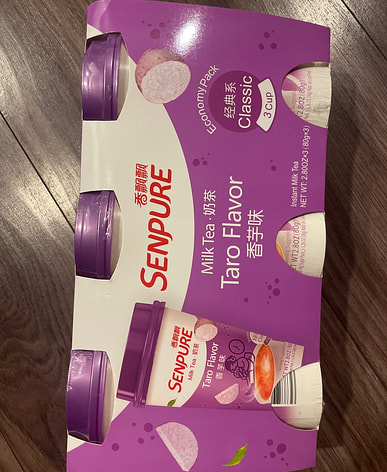 Economy Pack
经典系
Classic
3 CUP
香飘飘
SENPURE
Milk Tea·奶茶
Taro Flavor
香芋味
Instant Milk Tea
NET WT: 2.80OZ×3 (80g×3)
香飘飘
SENPURE
Milk Tea·奶茶
Taro Flavor
香芋味